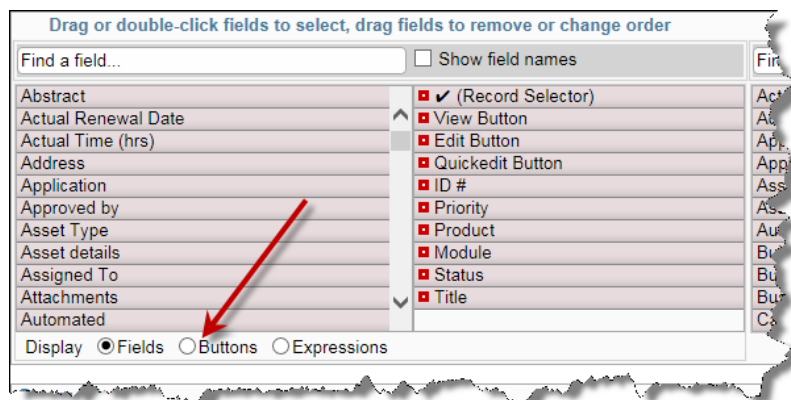 Drag or double-click fields to select, drag fields to remove or change order
Find a field...
Show field names
Abstract
Actual Renewal Date
Actual Time (hrs)
Address
Application
Approved by
Asset Type
Asset details
Assigned To
Attachments
Automated
✔ (Record Selector)
View Button
Edit Button
Quickedit Button
ID #
Priority
Product
Module
Status
Title
Display Fields Buttons Expressions